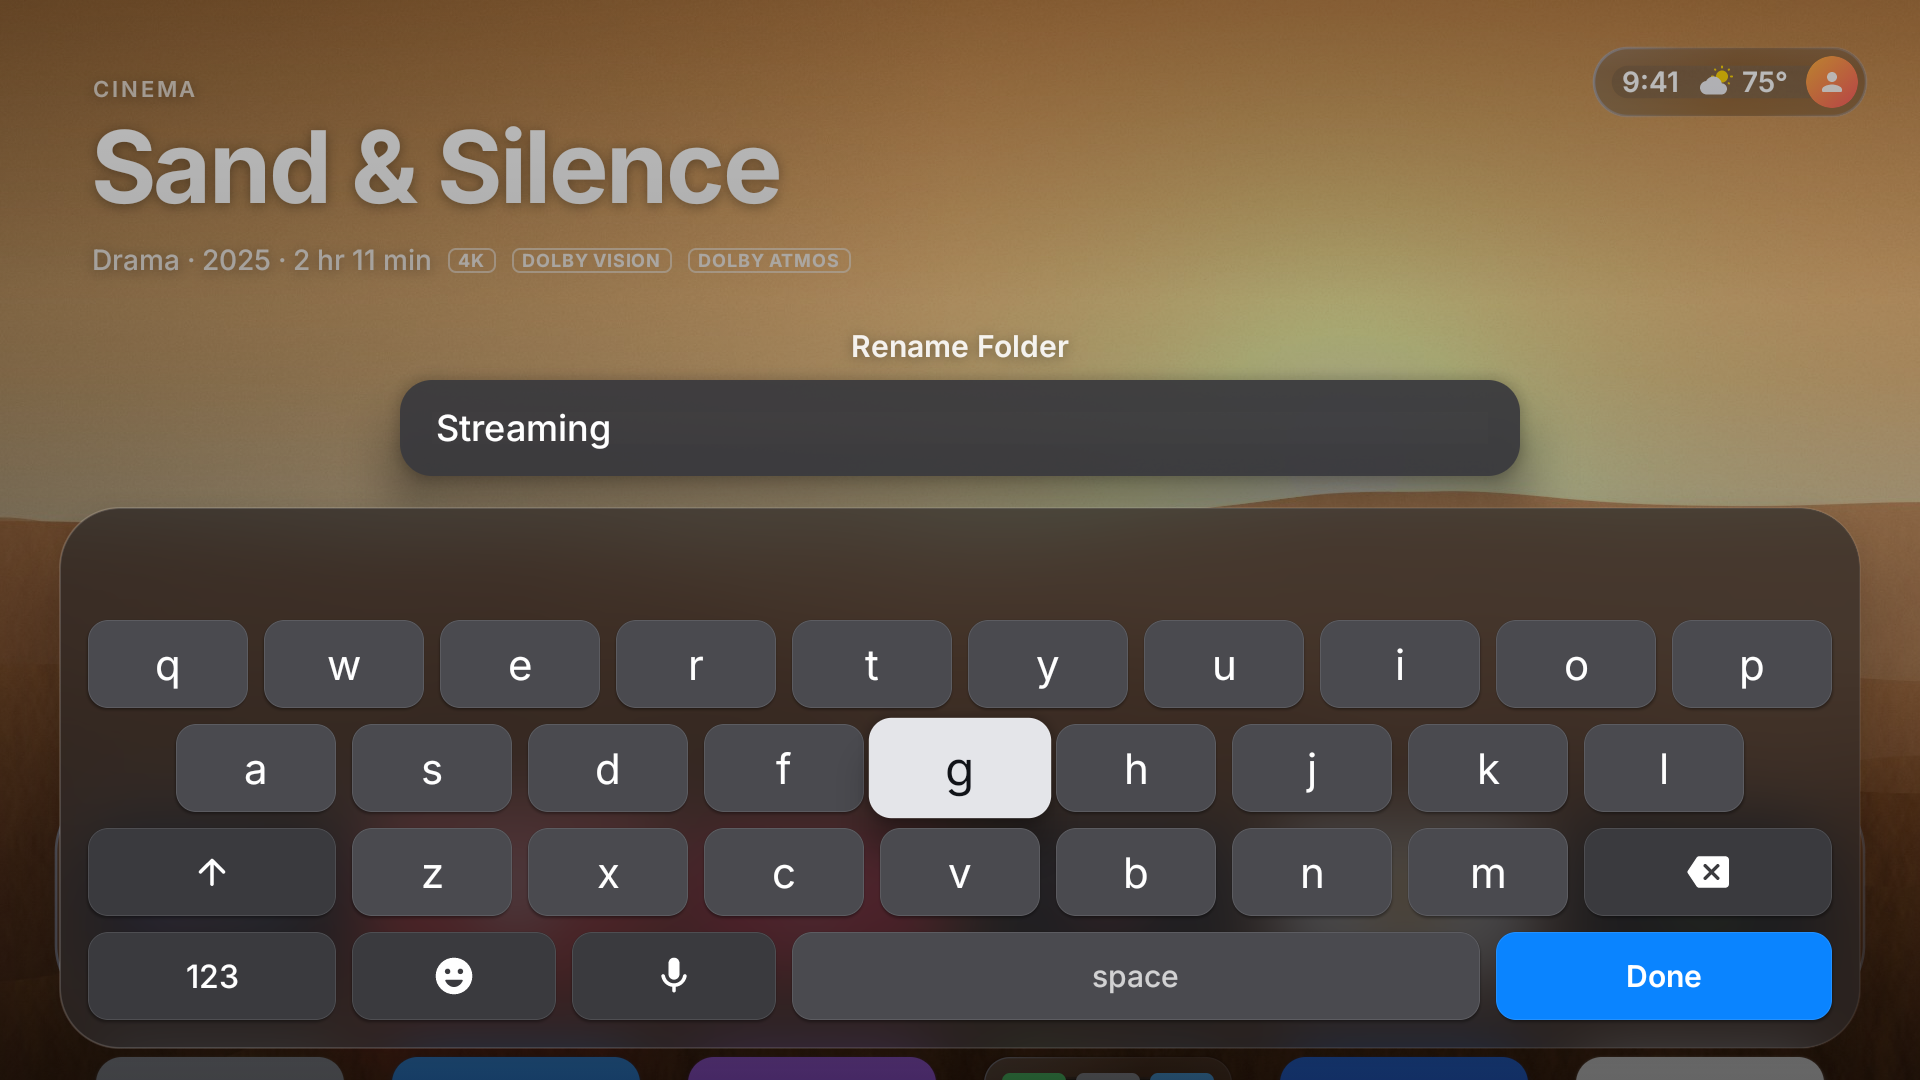 CINEMA
9:41 75°
Sand & Silence
Drama · 2025 · 2 hr 11 min 4K DOLBY VISION DOLBY ATMOS
Rename Folder
Streaming
q w e r t y u i o p
a s d f g h j k l
z x c v b n m
123 space Done